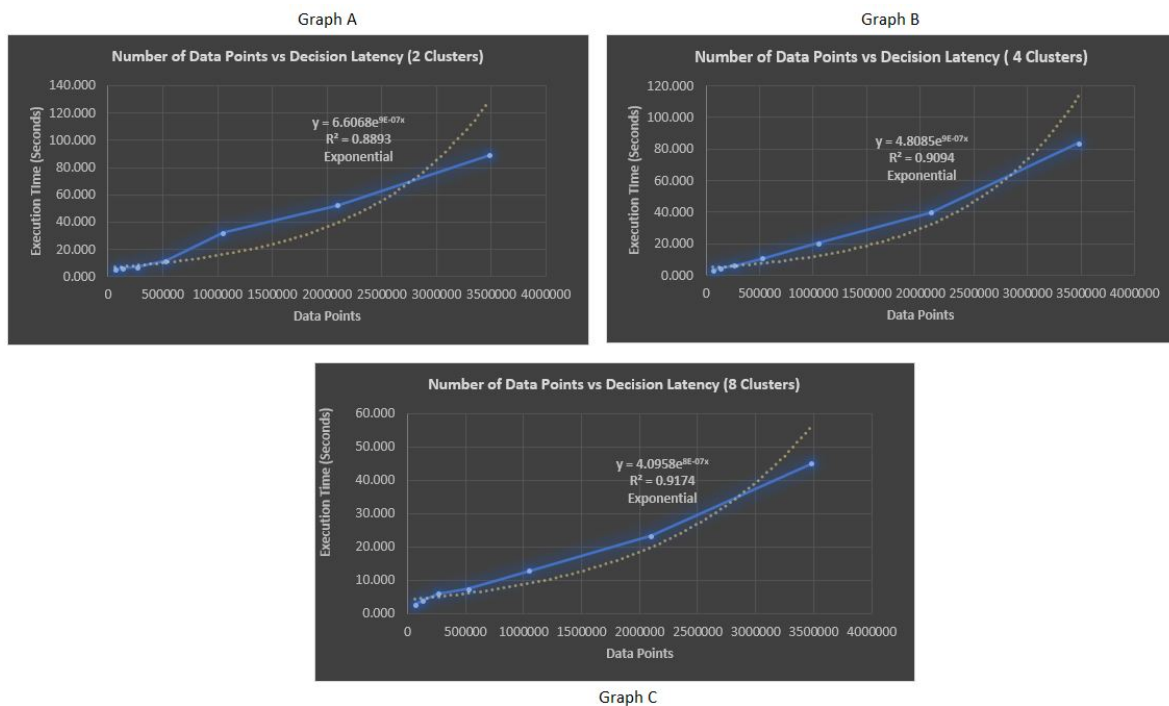 Graph A
Graph B
Number of Data Points vs Decision Latency (2 Clusters)
140.000
120.000
100.000
80.000
60.000
40.000
20.000
0.000
Execution TIme (Seconds)
y = 6.6068e^9E-07x
R² = 0.8893
Exponential
0 500000 1000000 1500000 2000000 2500000 3000000 3500000 4000000
Data Points
Number of Data Points vs Decision Latency ( 4 Clusters)
120.000
100.000
80.000
60.000
40.000
20.000
0.000
Execution Time (Seconds)
y = 4.8085e^9E-07x
R² = 0.9094
Exponential
0 500000 1000000 1500000 2000000 2500000 3000000 3500000 4000000
Data Points
Number of Data Points vs Decision Latency (8 Clusters)
60.000
50.000
40.000
30.000
20.000
10.000
0.000
Execution Time (Seconds)
y = 4.0958e^8E-07x
R² = 0.9174
Exponential
0 500000 1000000 1500000 2000000 2500000 3000000 3500000 4000000
Data Points
Graph C